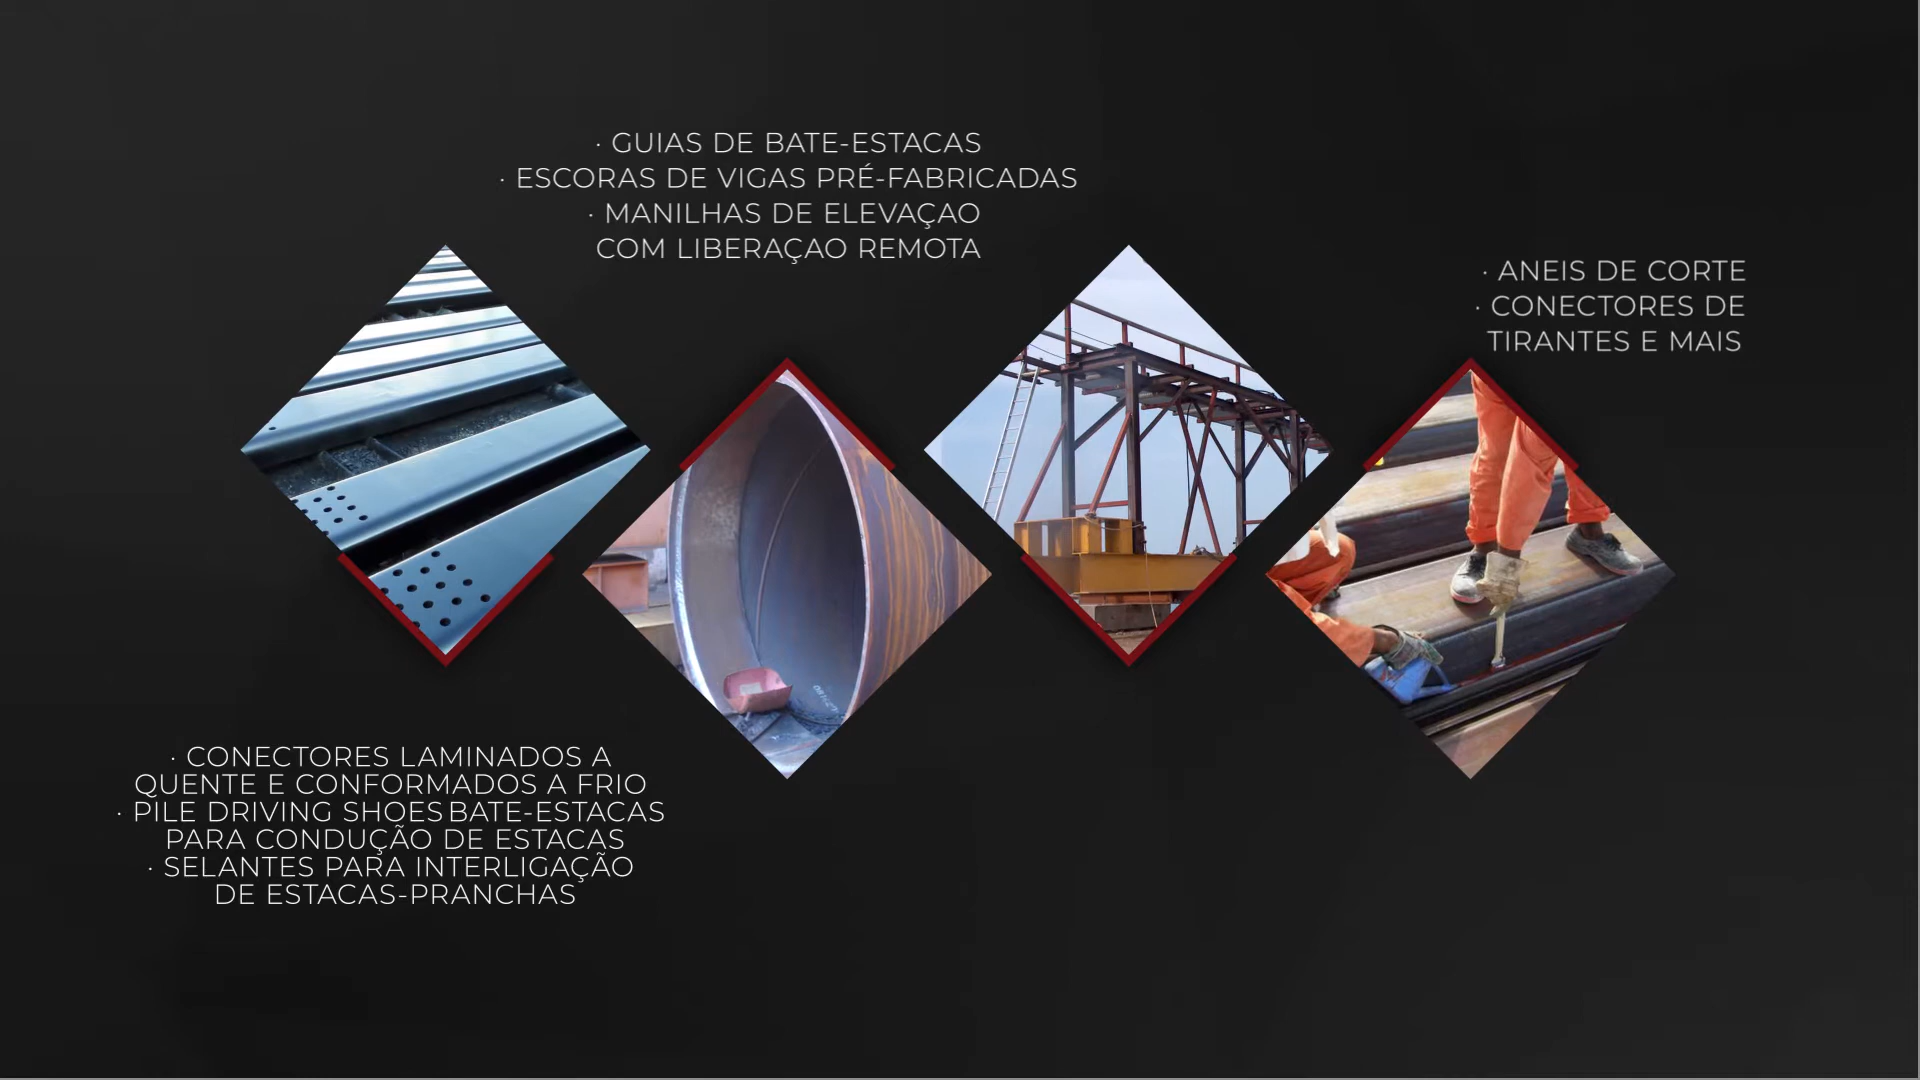 · GUIAS DE BATE-ESTACAS
· ESCORAS DE VIGAS PRÉ-FABRICADAS
· MANILHAS DE ELEVAÇAO
COM LIBERAÇAO REMOTA
· ANEIS DE CORTE
· CONECTORES DE
TIRANTES E MAIS
· CONECTORES LAMINADOS A
QUENTE E CONFORMADOS A FRIO
· PILE DRIVING SHOES BATE-ESTACAS
PARA CONDUÇÃO DE ESTACAS
· SELANTES PARA INTERLIGAÇÃO
DE ESTACAS-PRANCHAS